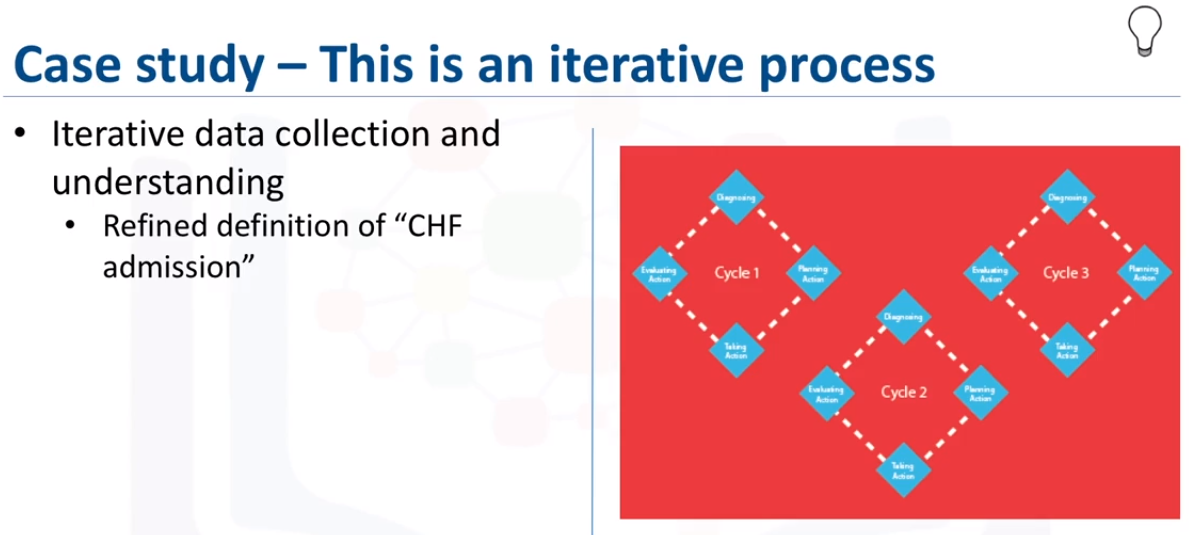 Case study – This is an iterative process
• Iterative data collection and
understanding
• Refined definition of “CHF
admission”
Diagnosing
Evaluating
Action
Cycle 1
Planning
Action
Taking
Action
Diagnosing
Evaluating
Action
Cycle 2
Planning
Action
Taking
Action
Diagnosing
Evaluating
Action
Cycle 3
Planning
Action
Taking
Action